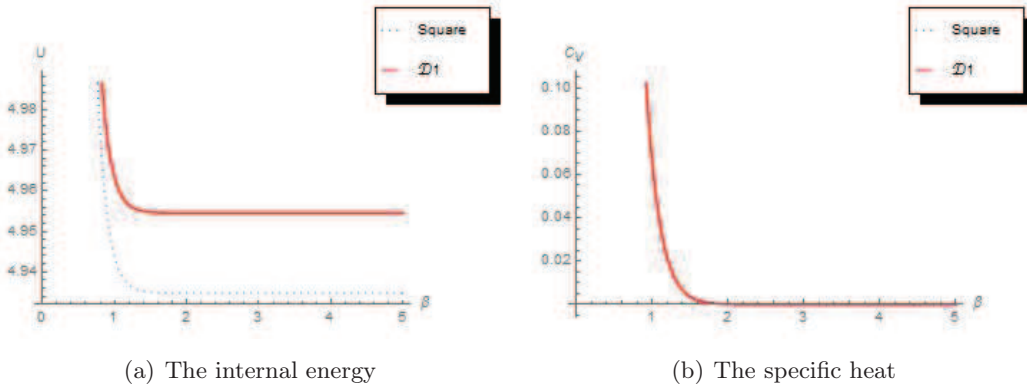 Square
𝒟1
U
4.98
4.97
4.96
4.95
4.94
0 1 2 3 4 5 β
(a) The internal energy
Square
𝒟1
C_V
0.10
0.08
0.06
0.04
0.02
1 2 3 4 5 β
(b) The specific heat